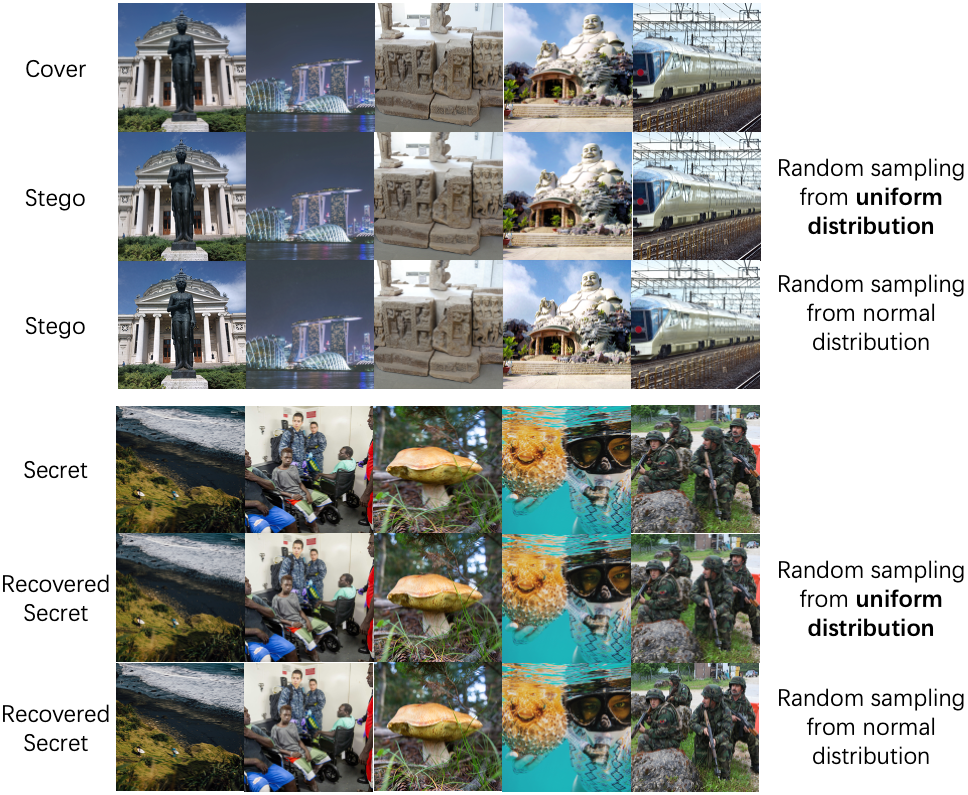 Cover
Stego
Random sampling
from uniform
distribution
Stego
Random sampling
from normal
distribution
Secret
Recovered
Secret
Random sampling
from uniform
distribution
Recovered
Secret
Random sampling
from normal
distribution